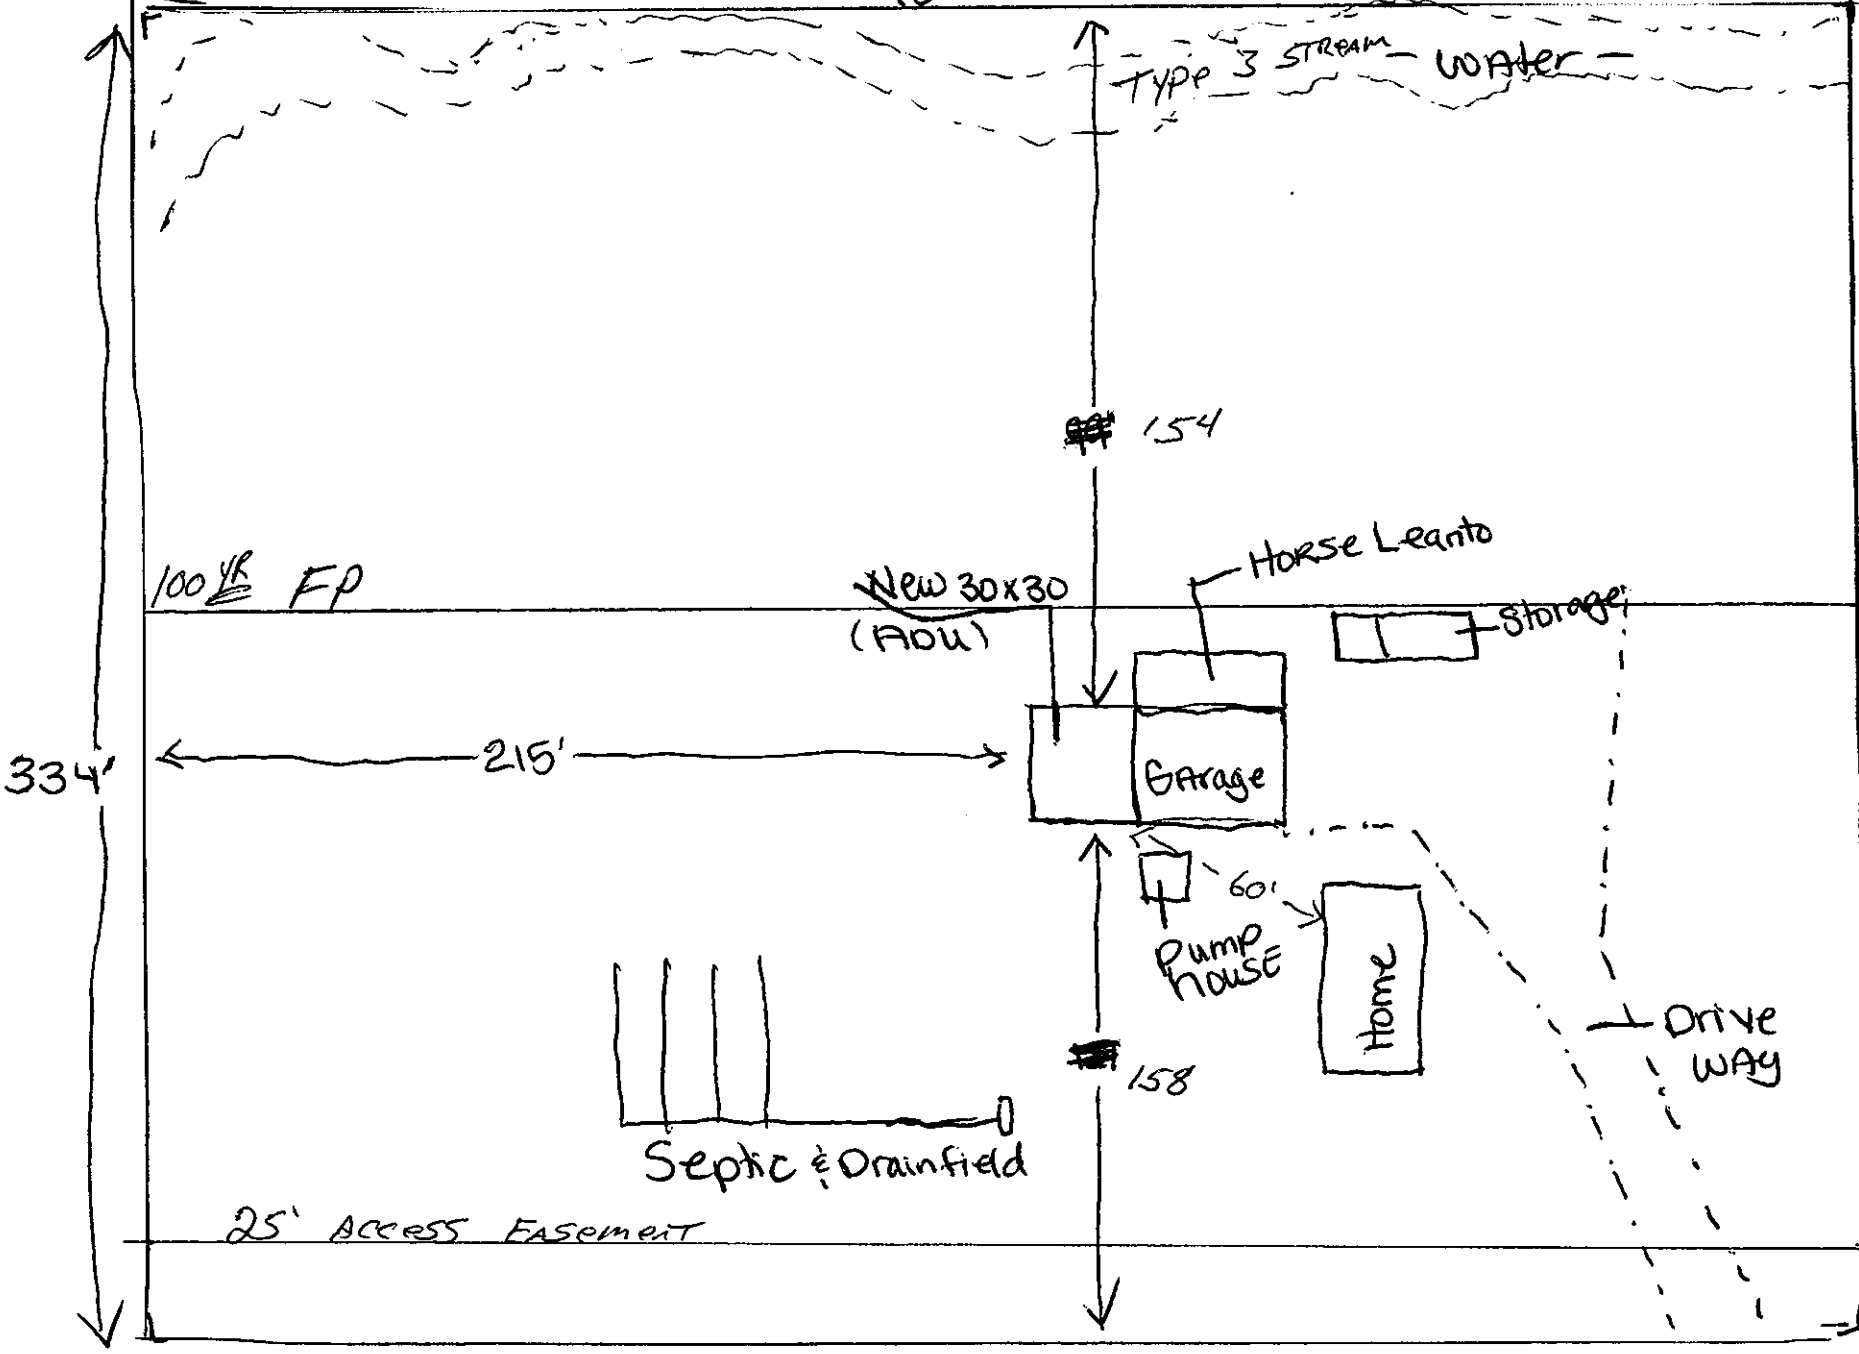 TYPE 3 STREAM - WATER -
154
HORSE Leanto
100 YR FP
New 30x30
(ADU)
Storage
334'
215'
GArage
60'
Pump
house
Home
Drive
WAY
158
Septic & Drainfield
25' ACCESS EASEMENT